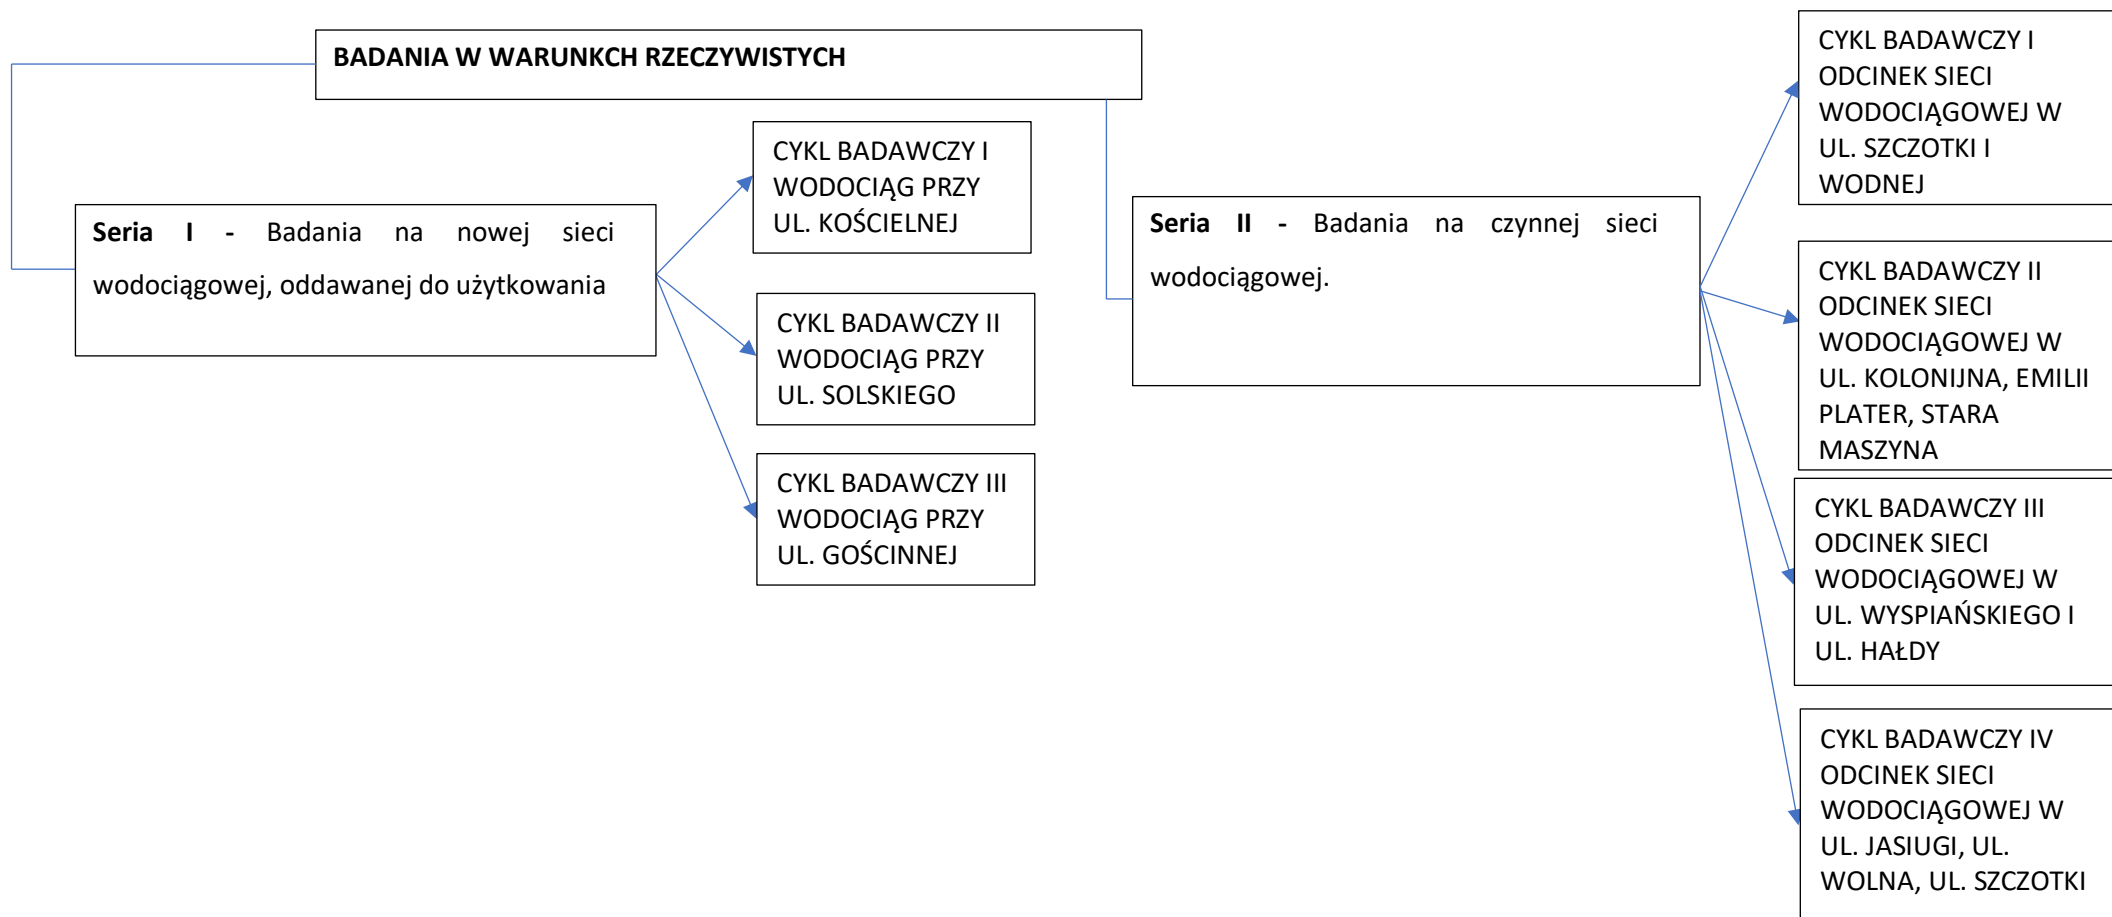 BADANIA W WARUNKCH RZECZYWISTYCH
Seria I - Badania na nowej sieci
wodociągowej, oddawanej do użytkowania
CYKL BADAWCZY I
WODOCIĄG PRZY
UL. KOŚCIELNEJ
CYKL BADAWCZY II
WODOCIĄG PRZY
UL. SOLSKIEGO
CYKL BADAWCZY III
WODOCIĄG PRZY
UL. GOŚCINNEJ
Seria II - Badania na czynnej sieci
wodociągowej.
CYKL BADAWCZY I
ODCINEK SIECI
WODOCIĄGOWEJ W
UL. SZCZOTKI I
WODNEJ
CYKL BADAWCZY II
ODCINEK SIECI
WODOCIĄGOWEJ W
UL. KOLONIJNA, EMILII
PLATER, STARA
MASZYNA
CYKL BADAWCZY III
ODCINEK SIECI
WODOCIĄGOWEJ W
UL. WYSPIAŃSKIEGO I
UL. HAŁDY
CYKL BADAWCZY IV
ODCINEK SIECI
WODOCIĄGOWEJ W
UL. JASIUGI, UL.
WOLNA, UL. SZCZOTKI